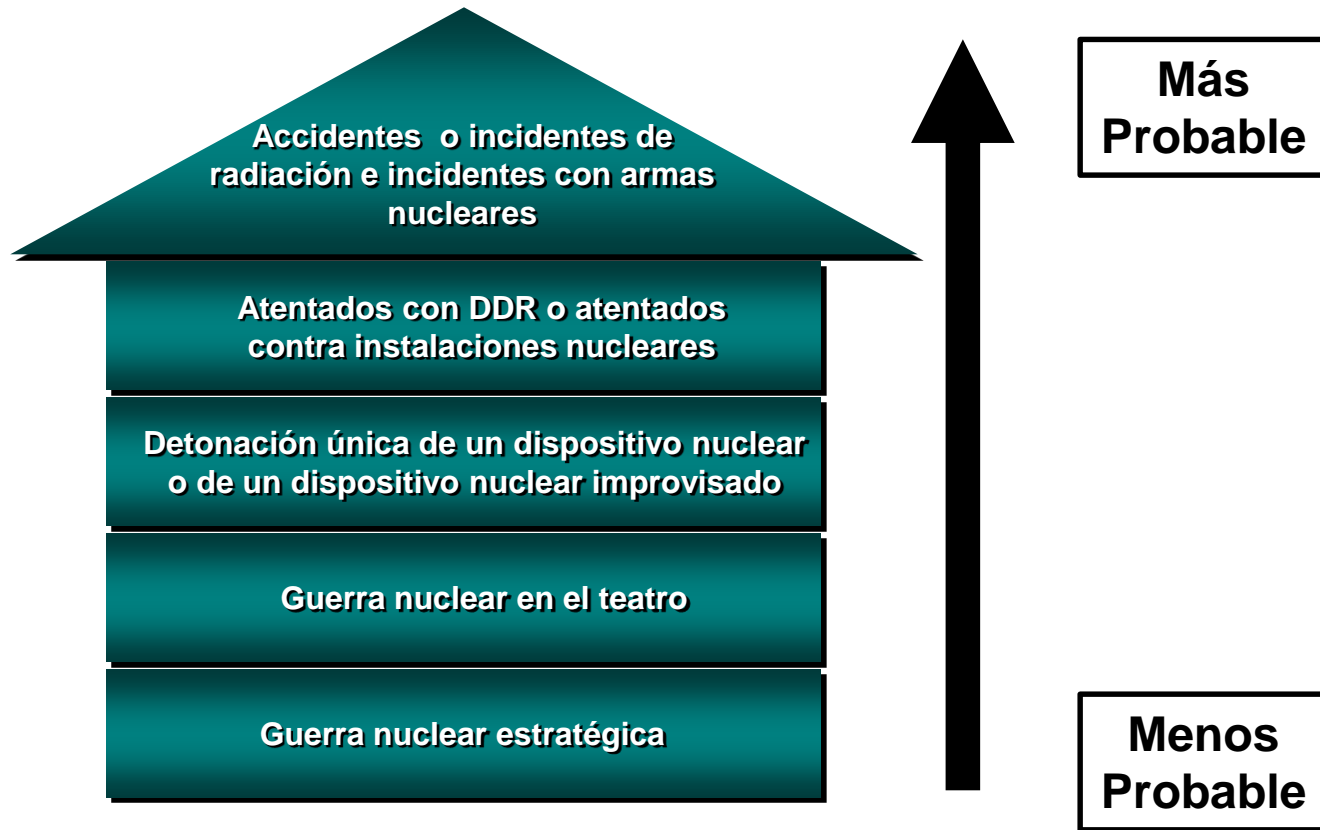 Accidentes o incidentes de
radiación e incidentes con armas
nucleares
Más
Probable
Atentados con DDR o atentados
contra instalaciones nucleares
Detonación única de un dispositivo nuclear
o de un dispositivo nuclear improvisado
Guerra nuclear en el teatro
Guerra nuclear estratégica
Menos
Probable